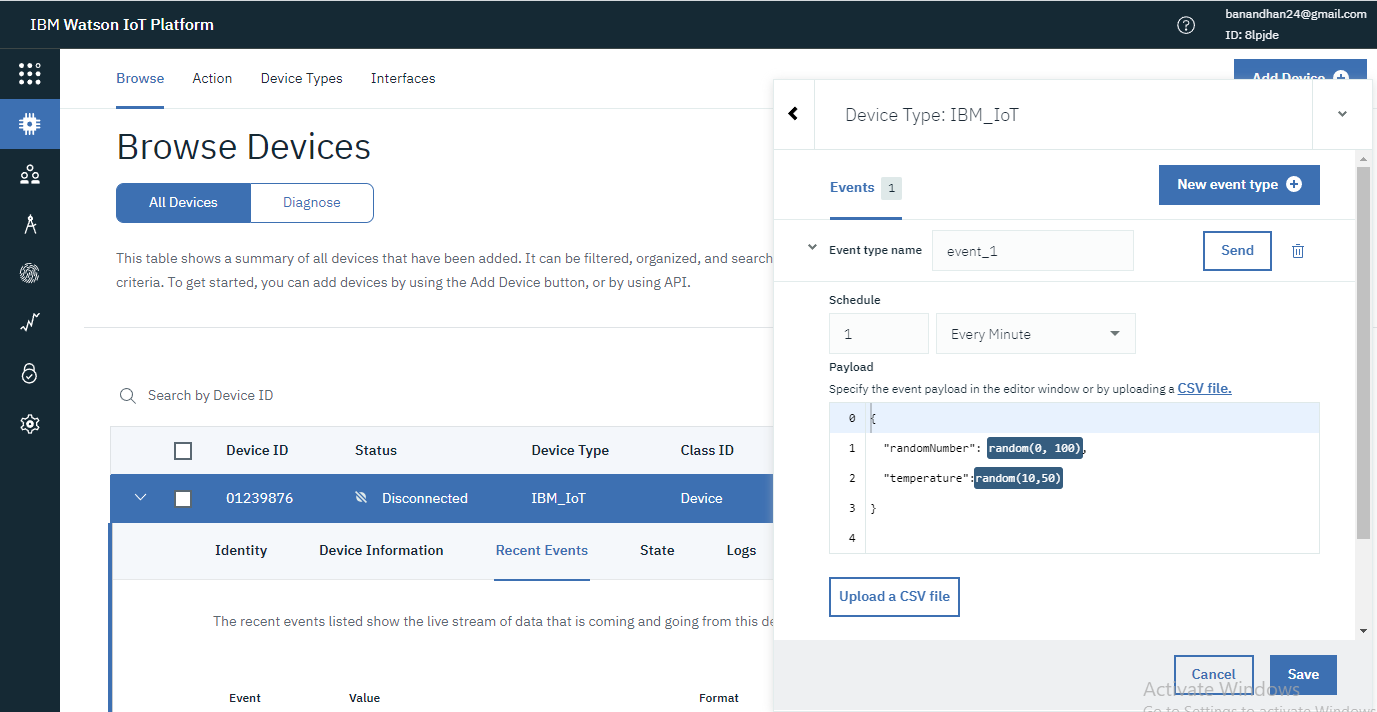 IBM Watson IoT Platform
banandhan24@gmail.com
ID: 8lpjde
Browse Action Device Types Interfaces
Add Device
Browse Devices
All Devices Diagnose
This table shows a summary of all devices that have been added. It can be filtered, organized, and search
criteria. To get started, you can add devices by using the Add Device button, or by using API.
Search by Device ID
Device ID Status Device Type Class ID
01239876 Disconnected IBM_IoT Device
Identity Device Information Recent Events State Logs
The recent events listed show the live stream of data that is coming and going from this de
Event Value Format
Device Type: IBM_IoT
Events 1
New event type
Event type name event_1 Send
Schedule
1 Every Minute
Payload
Specify the event payload in the editor window or by uploading a CSV file.
0 {
1 "randomNumber": random(0, 100),
2 "temperature":random(10,50)
3 }
4
Upload a CSV file
Cancel Save
Activate Windows
Go to Settings to activate Windows